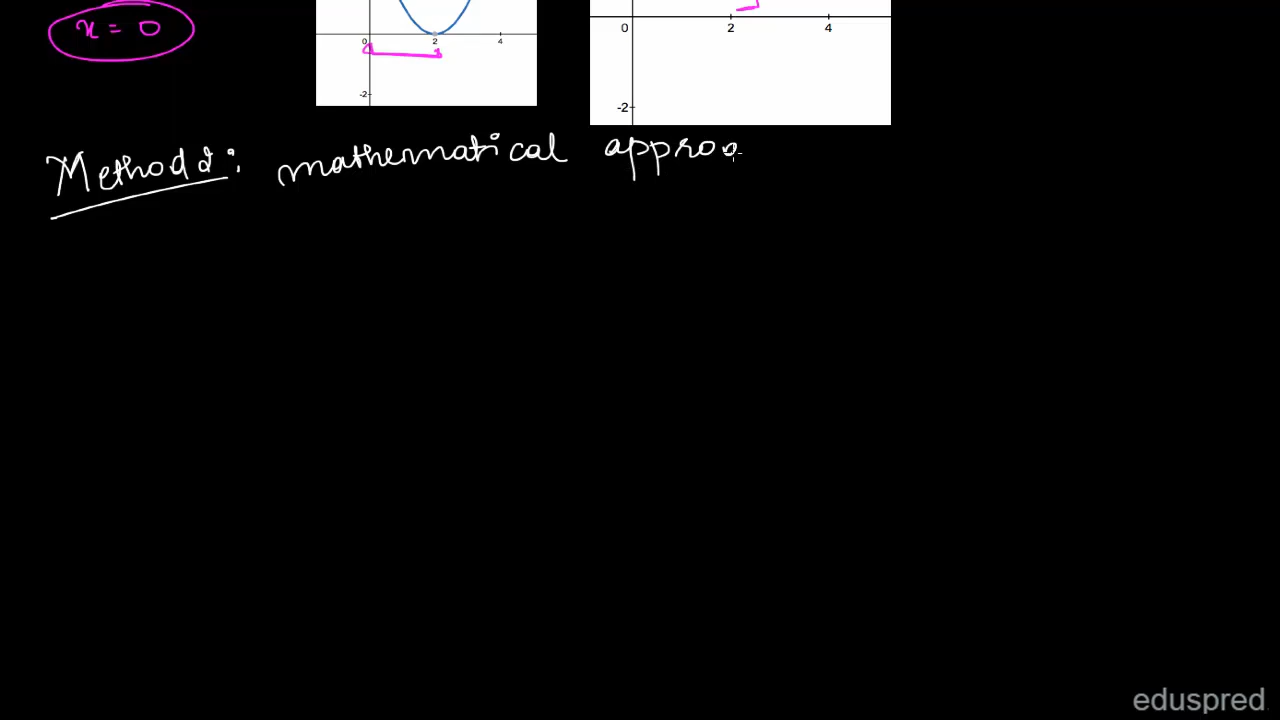 x = 0
0 2 4
-2
0 2 4
-2
Method 2: mathematical approa
eduspred